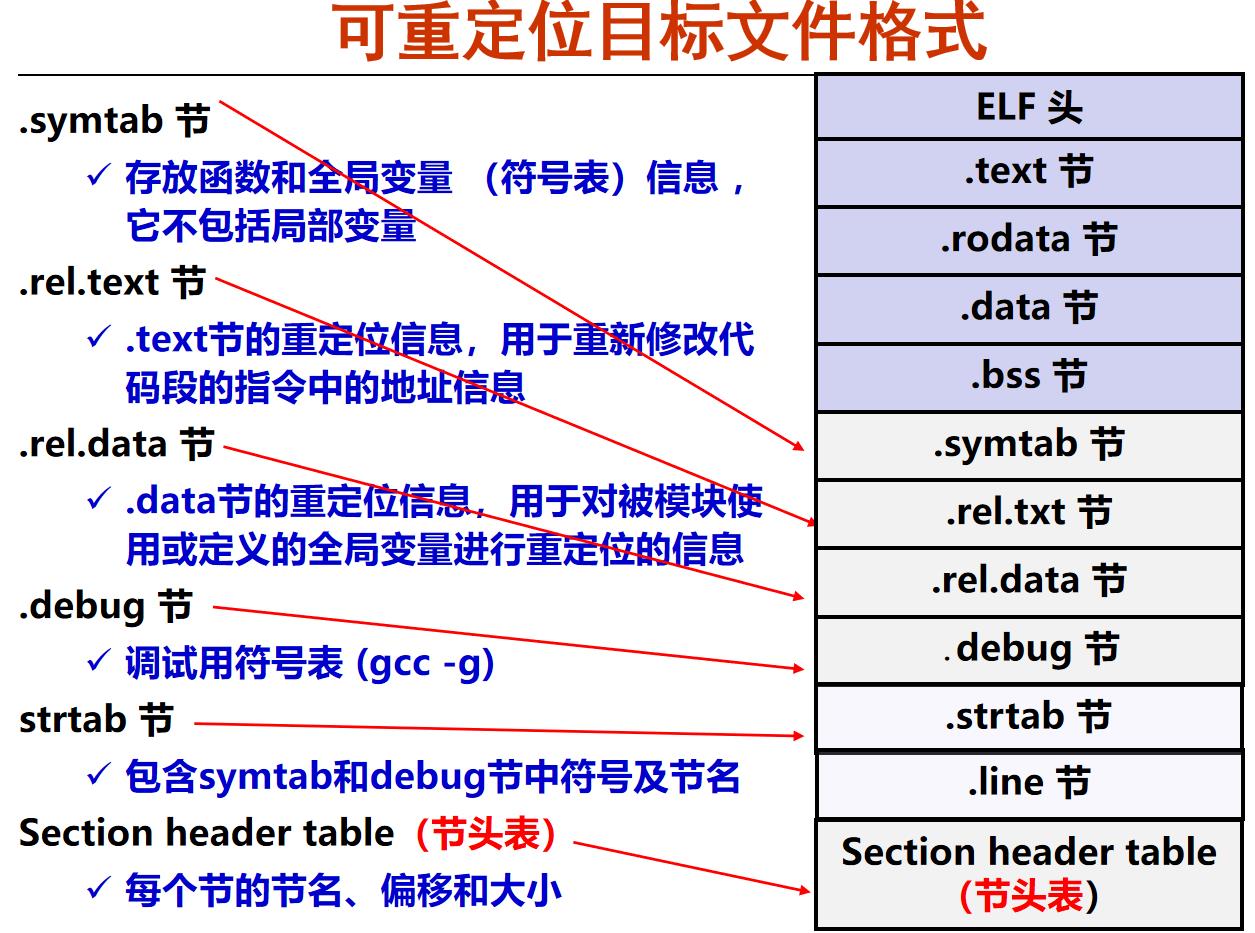 可重定位目标文件格式
.symtab 节
✓ 存放函数和全局变量 （符号表）信息 ，
它不包括局部变量
.rel.text 节
✓ .text节的重定位信息，用于重新修改代
码段的指令中的地址信息
.rel.data 节
✓ .data节的重定位信息，用于对被模块使
用或定义的全局变量进行重定位的信息
.debug 节
✓ 调试用符号表 (gcc -g)
strtab 节
✓ 包含symtab和debug节中符号及节名
Section header table（节头表）
✓ 每个节的节名、偏移和大小
ELF 头
.text 节
.rodata 节
.data 节
.bss 节
.symtab 节
.rel.txt 节
.rel.data 节
.debug 节
.strtab 节
.line 节
Section header table
（节头表）